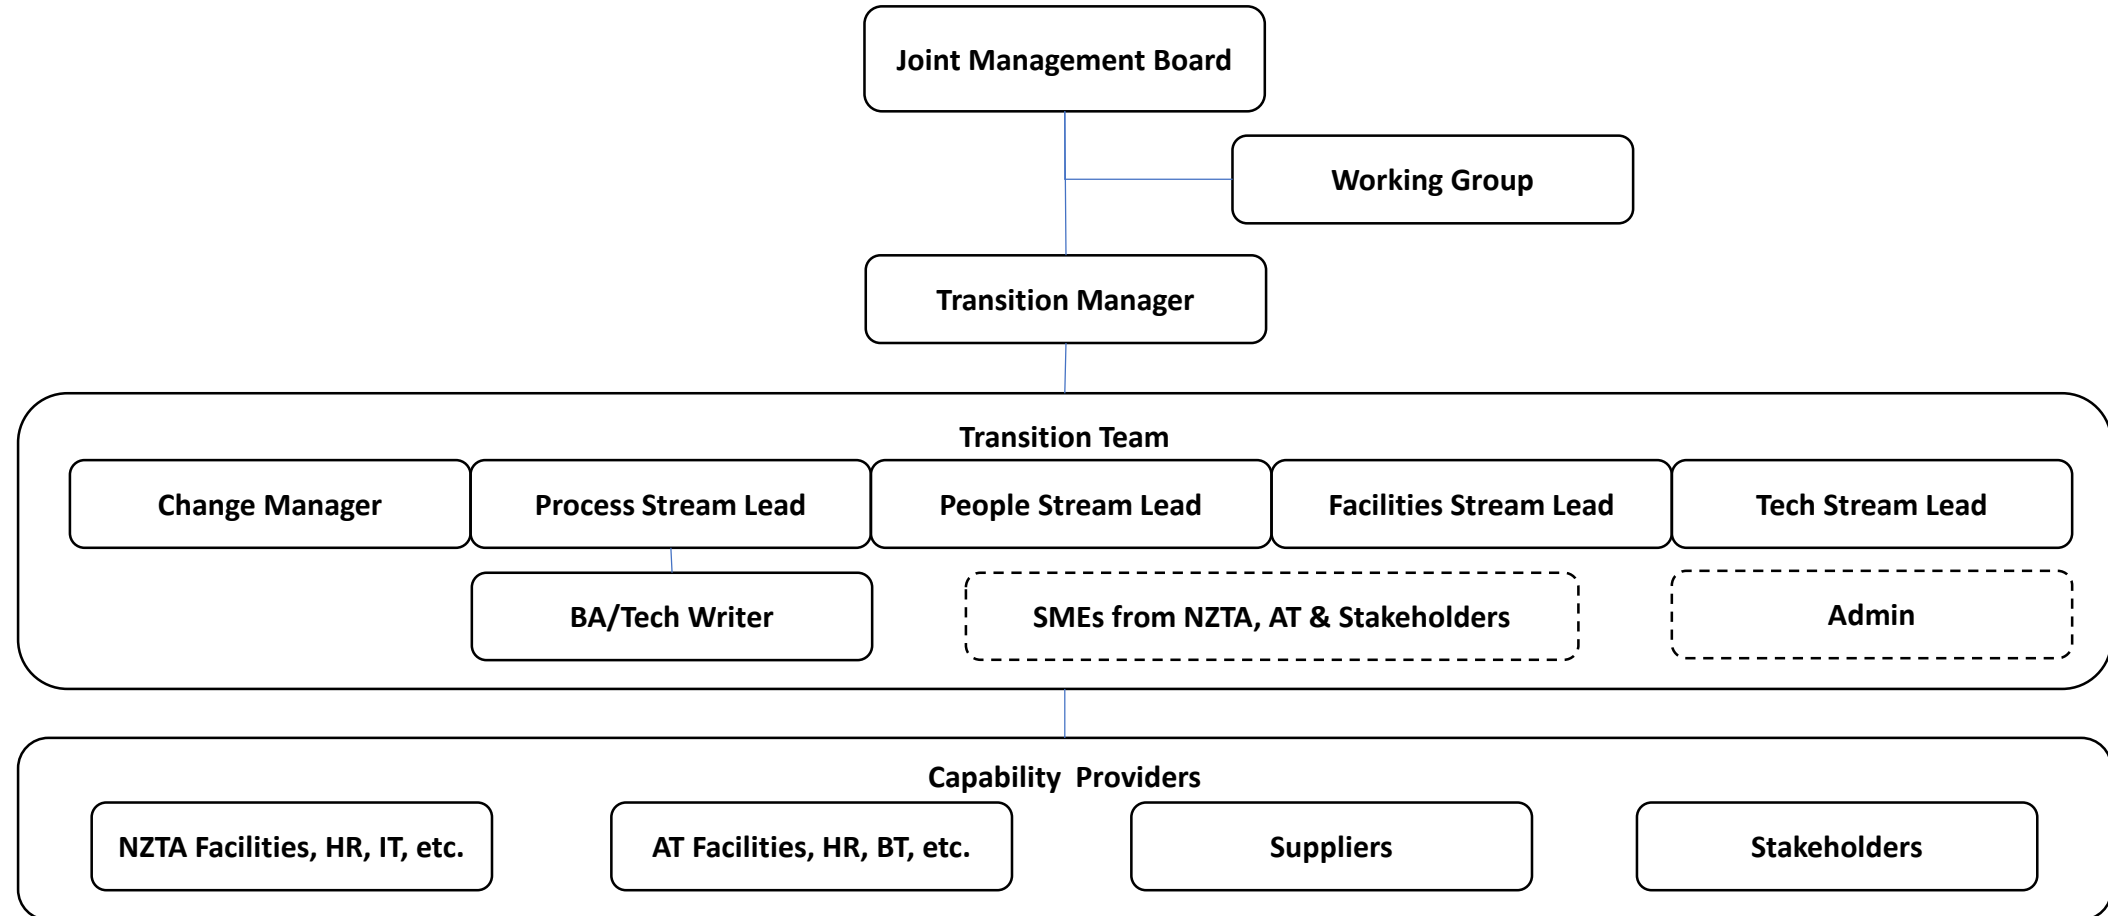 Joint Management Board
Working Group
Transition Manager
Transition Team
Change Manager
Process Stream Lead
People Stream Lead
Facilities Stream Lead
Tech Stream Lead
BA/Tech Writer
SMEs from NZTA, AT & Stakeholders
Admin
Capability  Providers
NZTA Facilities, HR, IT, etc.
AT Facilities, HR, BT, etc.
Suppliers
Stakeholders